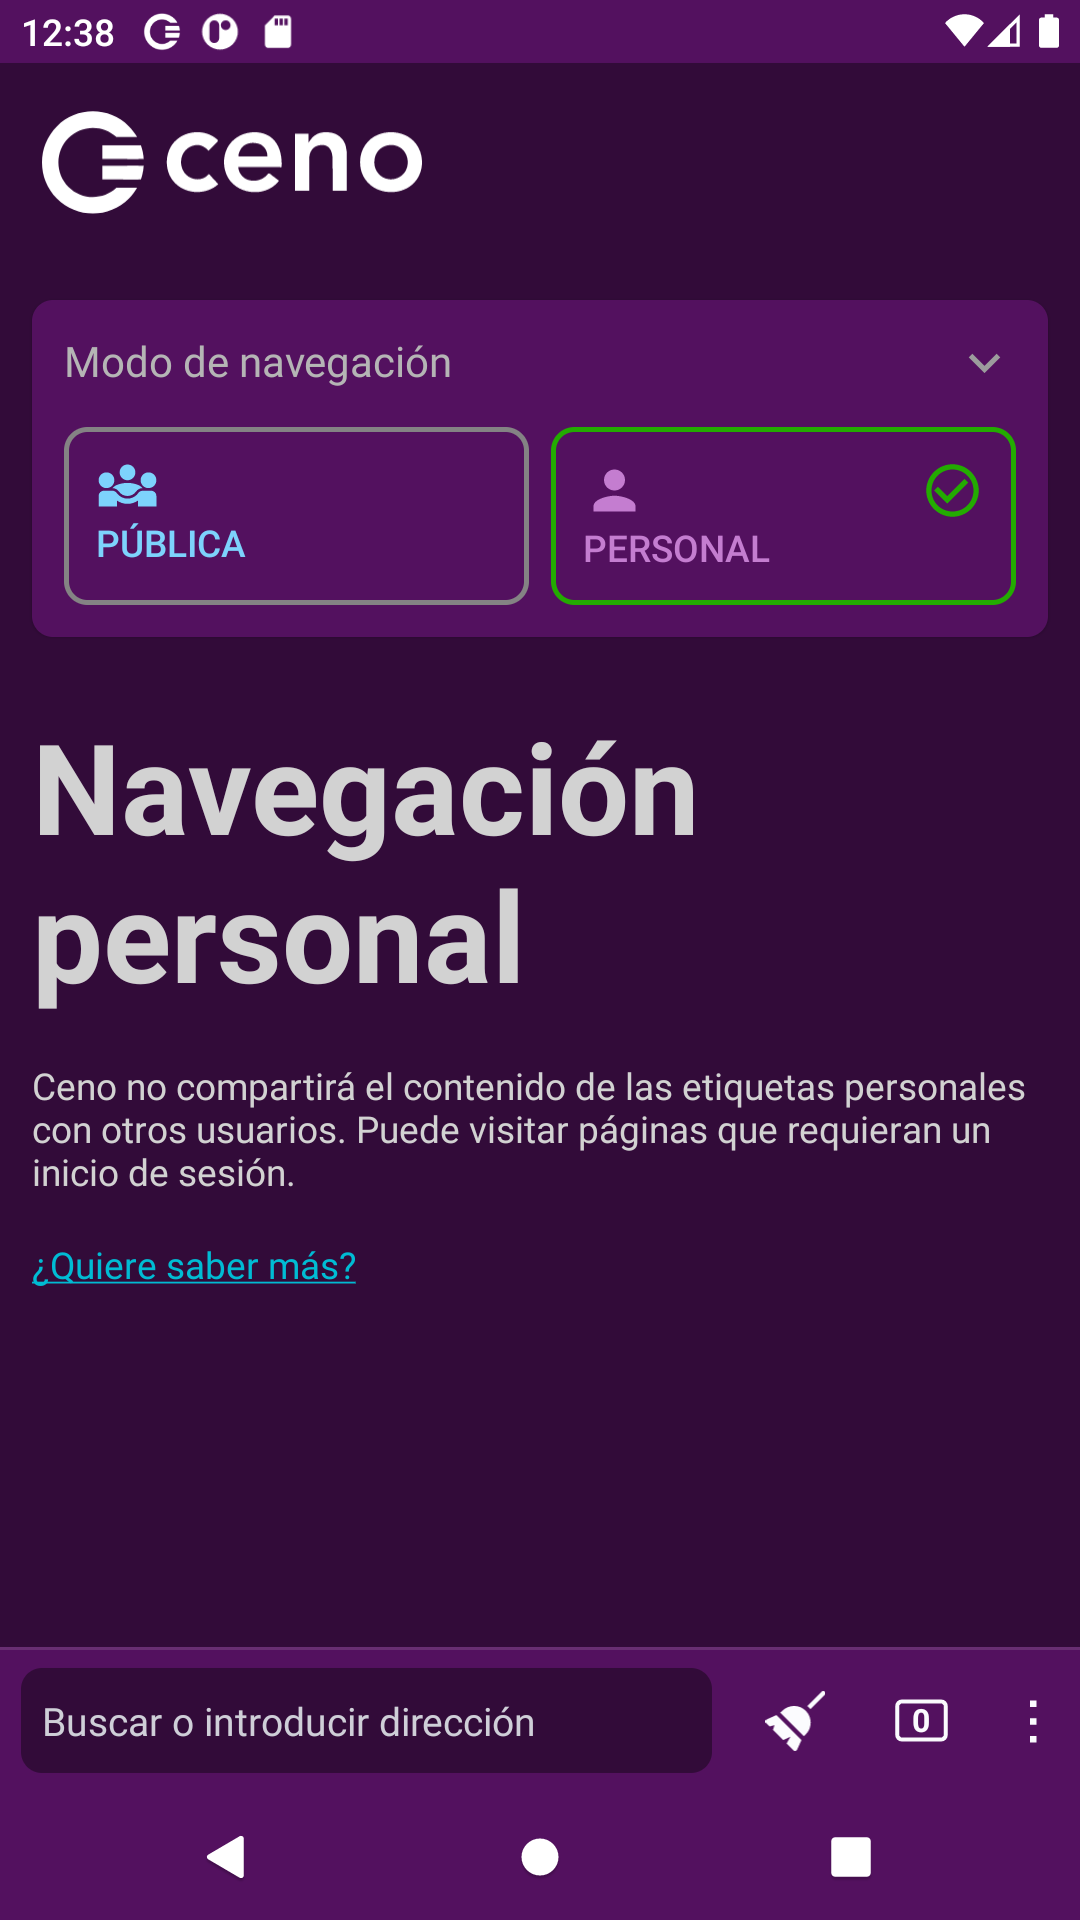 12:38
ceno
Modo de navegación
PÚBLICA
PERSONAL
Navegación
personal
Ceno no compartirá el contenido de las etiquetas personales
con otros usuarios. Puede visitar páginas que requieran un
inicio de sesión.
¿Quiere saber más?
Buscar o introducir dirección
0